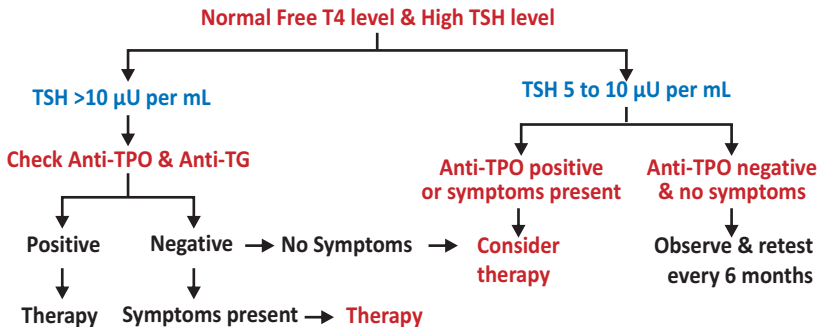 Normal Free T4 level & High TSH level
TSH >10 µU per mL
TSH 5 to 10 µU per mL
Check Anti-TPO & Anti-TG
Anti-TPO positive
or symptoms present
Anti-TPO negative
& no symptoms
Positive
Negative
No Symptoms
Consider
therapy
Observe & retest
every 6 months
Therapy
Symptoms present
Therapy